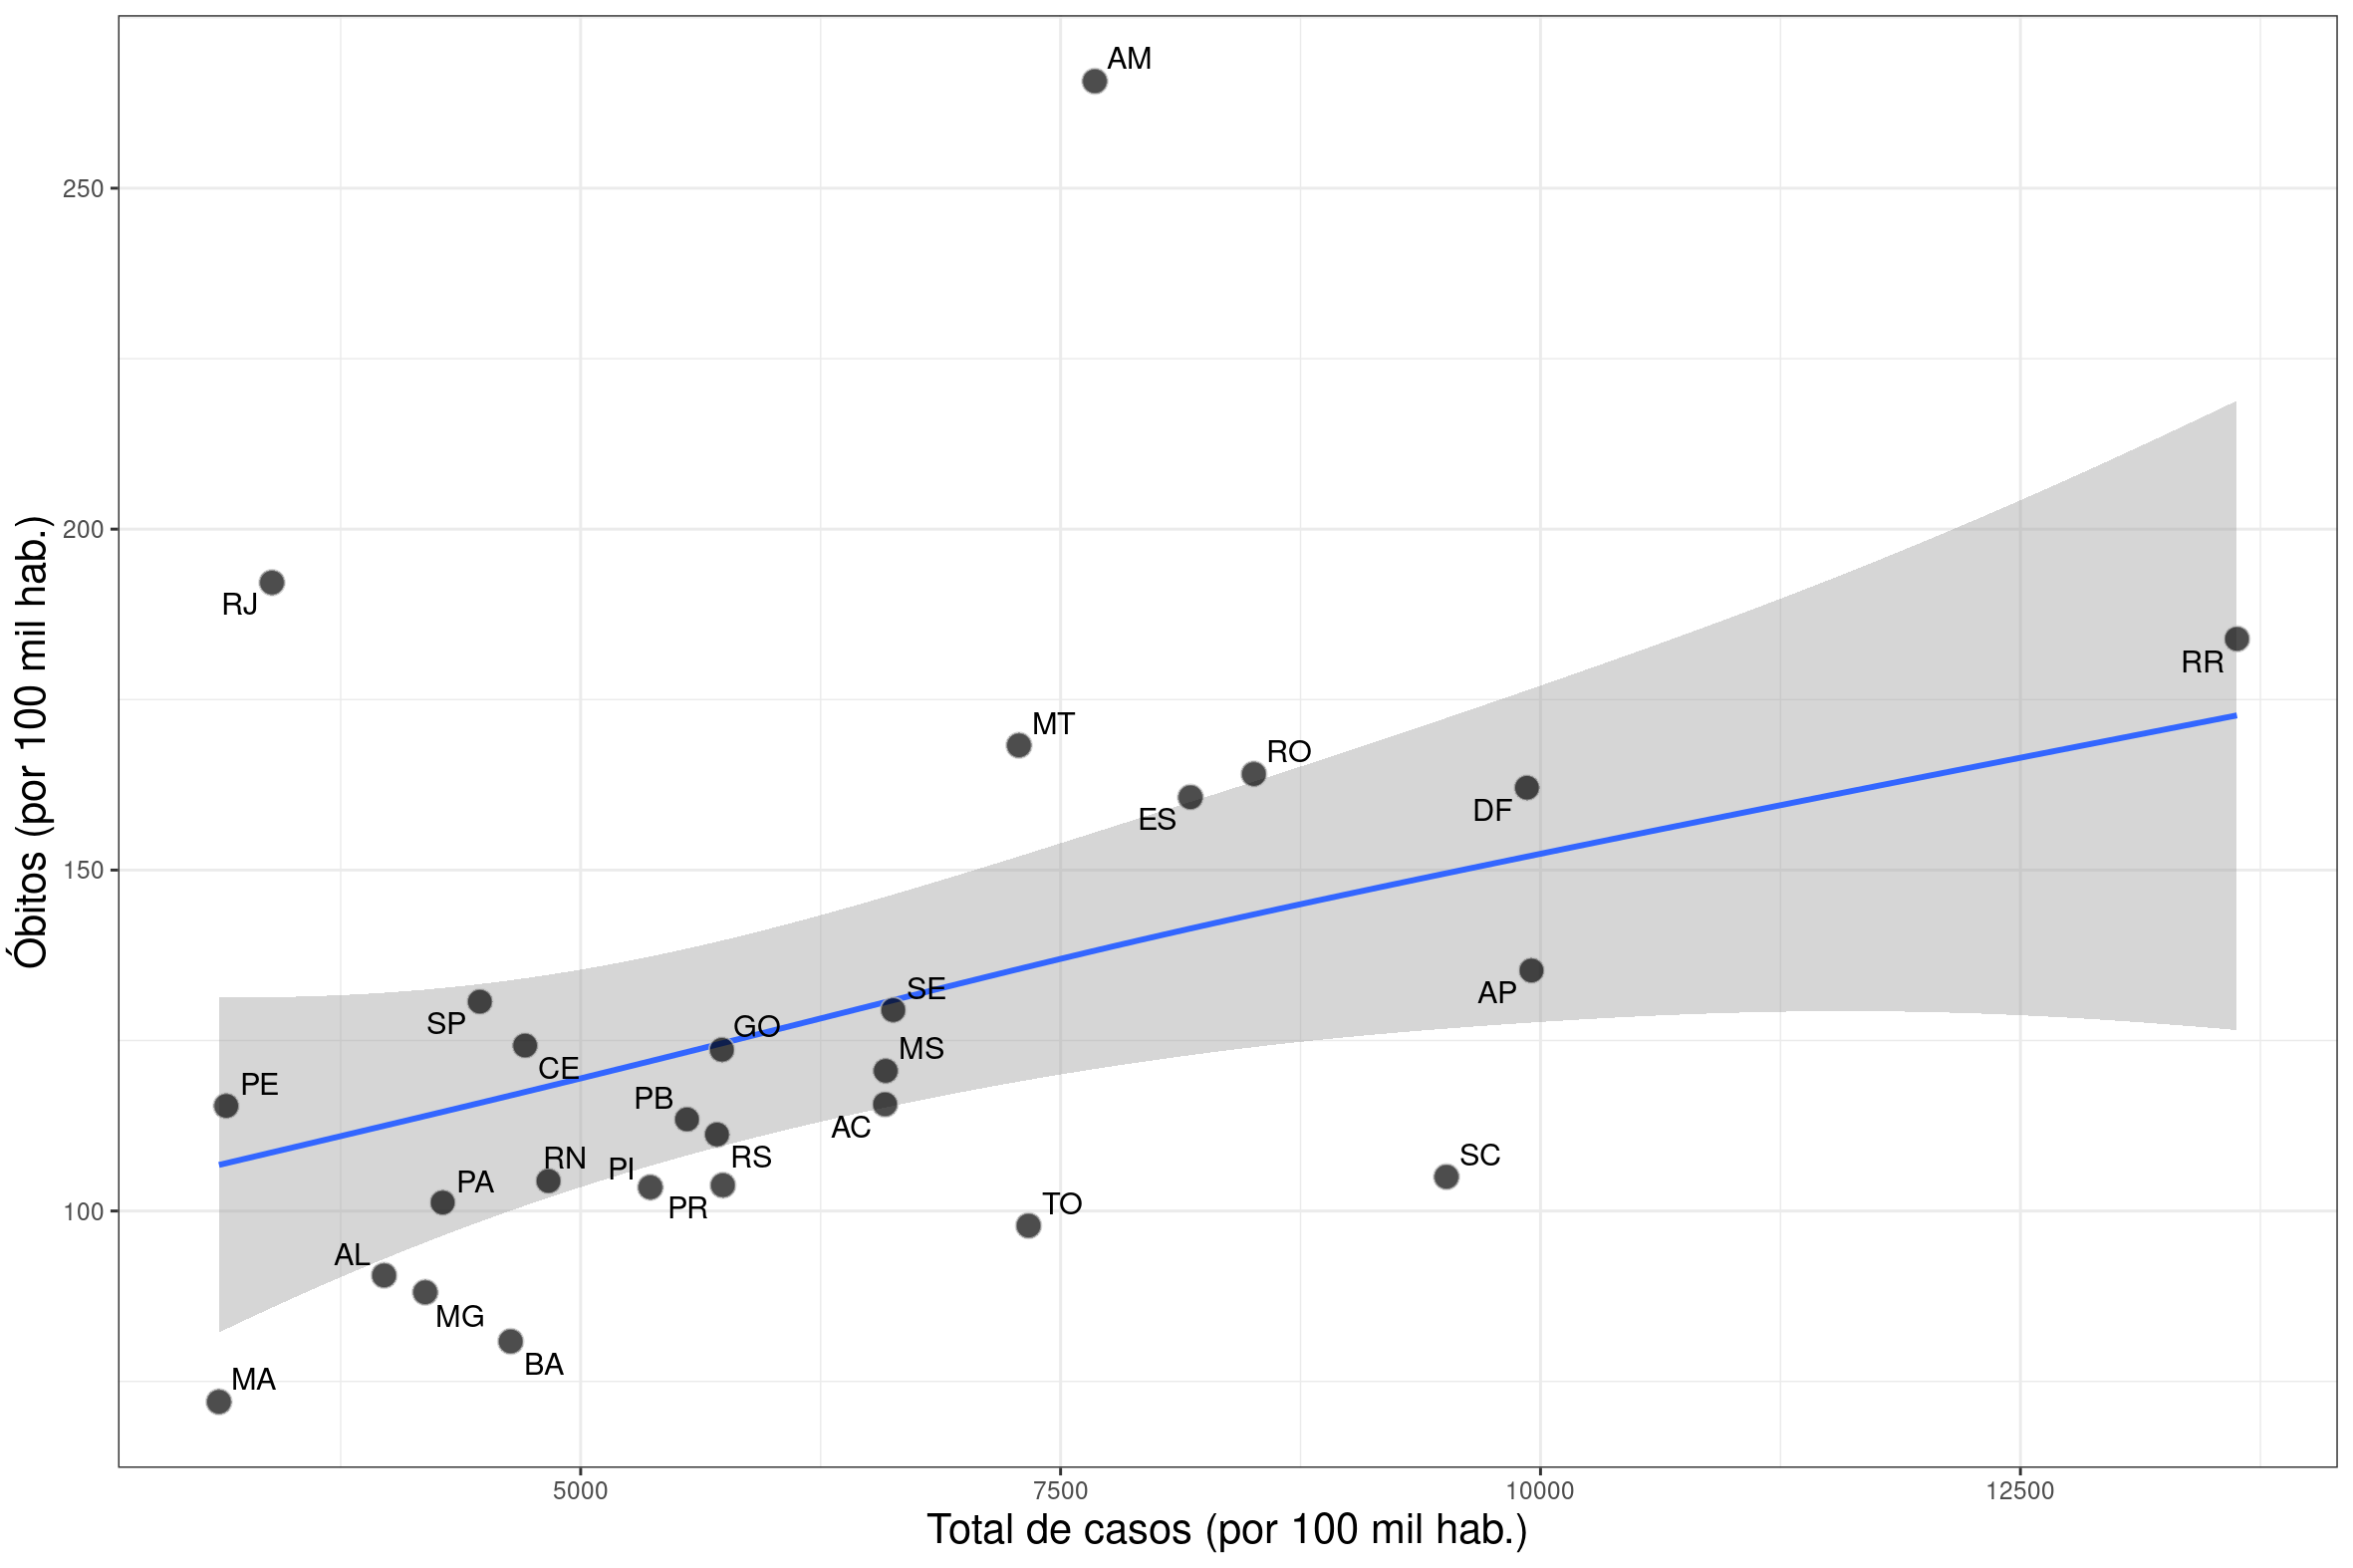 AM
250
200
RJ
RR
MT
RO
ES
DF
150
SE
AP
SP
GO
CE
MS
PE
PB
AC
RN
PI
RS
SC
PA
PR
TO
100
AL
MG
BA
MA
5000
7500
10000
12500
Total de casos (por 100 mil hab.)
Óbitos (por 100 mil hab.)